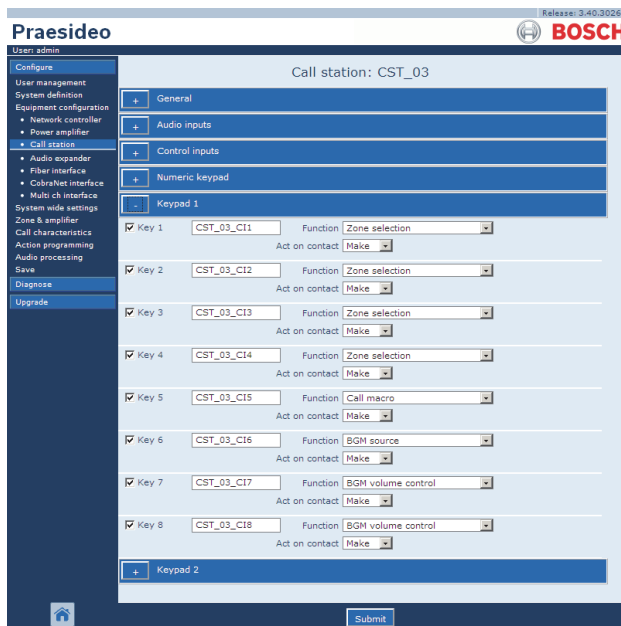 Release: 3.40.3026
Praesideo
BOSCH
User: admin
Configure
User management
System definition
Equipment configuration
• Network controller
• Power amplifier
• Call station
• Audio expander
• Fiber interface
• CobraNet interface
• Multi ch interface
System wide settings
Zone & amplifier
Call characteristics
Action programming
Audio processing
Save
Diagnose
Upgrade
Call station: CST_03
+ General
+ Audio inputs
+ Control inputs
+ Numeric keypad
- Keypad 1
Key 1 CST_03_CI1 Function Zone selection
Act on contact Make
Key 2 CST_03_CI2 Function Zone selection
Act on contact Make
Key 3 CST_03_CI3 Function Zone selection
Act on contact Make
Key 4 CST_03_CI4 Function Zone selection
Act on contact Make
Key 5 CST_03_CI5 Function Call macro
Act on contact Make
Key 6 CST_03_CI6 Function BGM source
Act on contact Make
Key 7 CST_03_CI7 Function BGM volume control
Act on contact Make
Key 8 CST_03_CI8 Function BGM volume control
Act on contact Make
+ Keypad 2
Submit